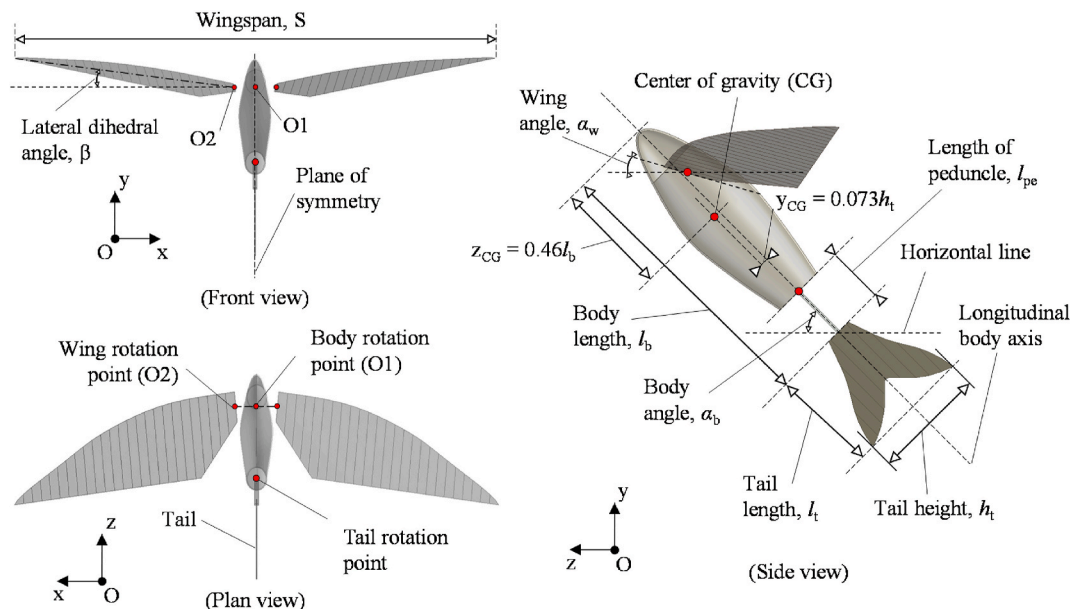 Wingspan, S
Lateral dihedral
angle, β
O2
O1
Plane of
symmetry
y
O
x
(Front view)
Wing rotation
point (O2)
Body rotation
point (O1)
Tail
Tail rotation
point
z
x
O
(Plan view)
Center of gravity (CG)
Wing
angle, αw
Length of
peduncle, lpe
yCG = 0.073ht
zCG = 0.46lb
Horizontal line
Body
length, lb
Longitudinal
body axis
Body
angle, αb
Tail
length, lt
Tail height, ht
y
z
O
(Side view)